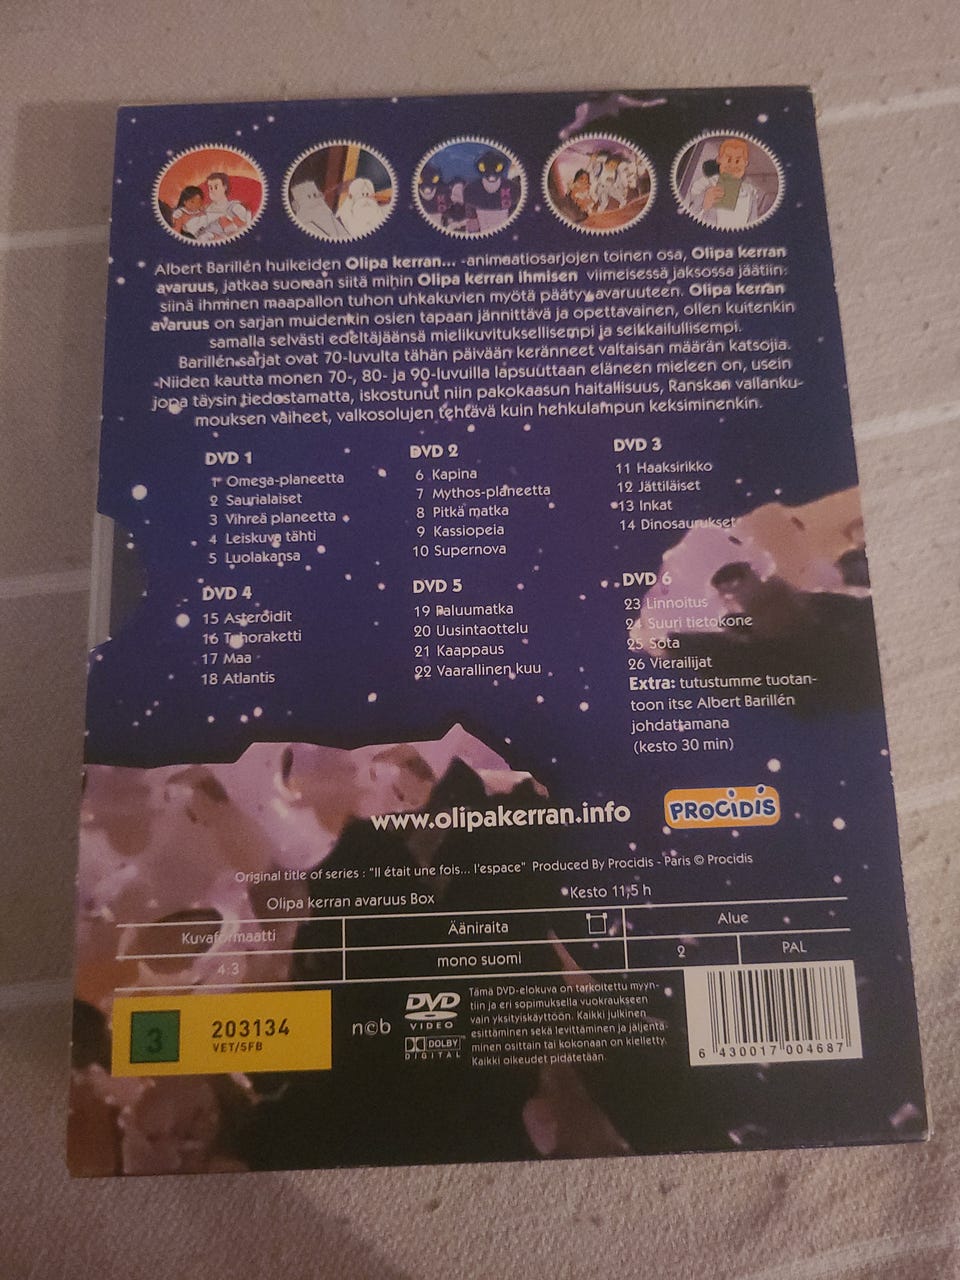 Albert Barillén huikeiden Olipa kerran... -animaatiosarjojen toinen osa, Olipa kerran
avaruus, jatkaa suoraan siitä mihin Olipa kerran Ihmisen viimeisessä jaksossa jäätiin:
siinä ihminen maapallon tuhon uhkakuvien myötä päätyy avaruuteen. Olipa kerran
avaruus on sarjan muidenkin osien tapaan jännittävä ja opettavainen, ollen kuitenkin
samalla selvästi edeltäjäänsä mielikuvituksellisempi ja seikkailullisempi.
Barillén sarjat ovat 70-luvulta tähän päivään keränneet valtaisan määrän katsojia.
Niiden kautta monen 70-, 80- ja 90-luvuilla lapsuuttaan eläneen mieleen on, usein
jopa täysin tiedostamatta, iskostunut niin pakokaasun haitallisuus, Ranskan vallanku-
mouksen vaiheet, valkosolujen tehtävä kuin hehkulampun keksiminenkin.
DVD 1
1 Omega-planeetta
2 Saurialaiset
3 Vihreä planeetta
4 Leiskuva tähti
5 Luolakansa
DVD 2
6 Kapina
7 Mythos-planeetta
8 Pitkä matka
9 Kassiopeia
10 Supernova
DVD 3
11 Haaksirikko
12 Jättiläiset
13 Inkat
14 Dinosaurukset
DVD 4
15 Asteroidit
16 Tuhoraketti
17 Maa
18 Atlantis
DVD 5
19 Paluumatka
20 Uusintaottelu
21 Kaappaus
22 Vaarallinen kuu
DVD 6
23 Linnoitus
24 Suuri tietokone
25 Sota
26 Vierailijat
Extra: tutustumme tuotan-
toon itse Albert Barillén
johdattamana
(kesto 30 min)
www.olipakerran.info
PROCIDIS
Original title of series : "Il était une fois... l'espace" Produced By Procidis - Paris © Procidis
Olipa kerran avaruus Box
Kesto 11,5 h
Kuvaformaatti
Ääniraita
Alue
4:3
mono suomi
2
PAL
3
203134
VET/SFB
ncb
DVD
VIDEO
DOLBY
DIGITAL
Tämä DVD-elokuva on tarkoitettu myyn-
tiin ja eri sopimuksella vuokraukseen
vain yksityiskäyttöön. Kaikki julkinen
esittäminen sekä levittäminen ja jäljentä-
minen osittain tai kokonaan on kielletty.
Kaikki oikeudet pidätetään.
6 430017 004687